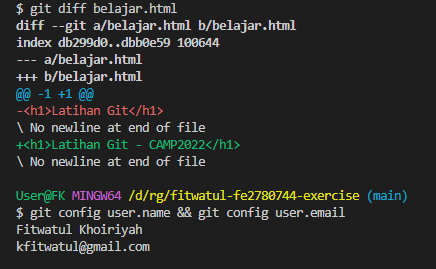 $ git diff belajar.html
diff --git a/belajar.html b/belajar.html
index db299d0..dbb0e59 100644
--- a/belajar.html
+++ b/belajar.html
@@ -1 +1 @@
-<h1>Latihan Git</h1>
\ No newline at end of file
+<h1>Latihan Git - CAMP2022</h1>
\ No newline at end of file
User@FK MINGW64 /d/rg/fitwatul-fe2780744-exercise (main)
$ git config user.name && git config user.email
Fitwatul Khoiriyah
kfitwatul@gmail.com